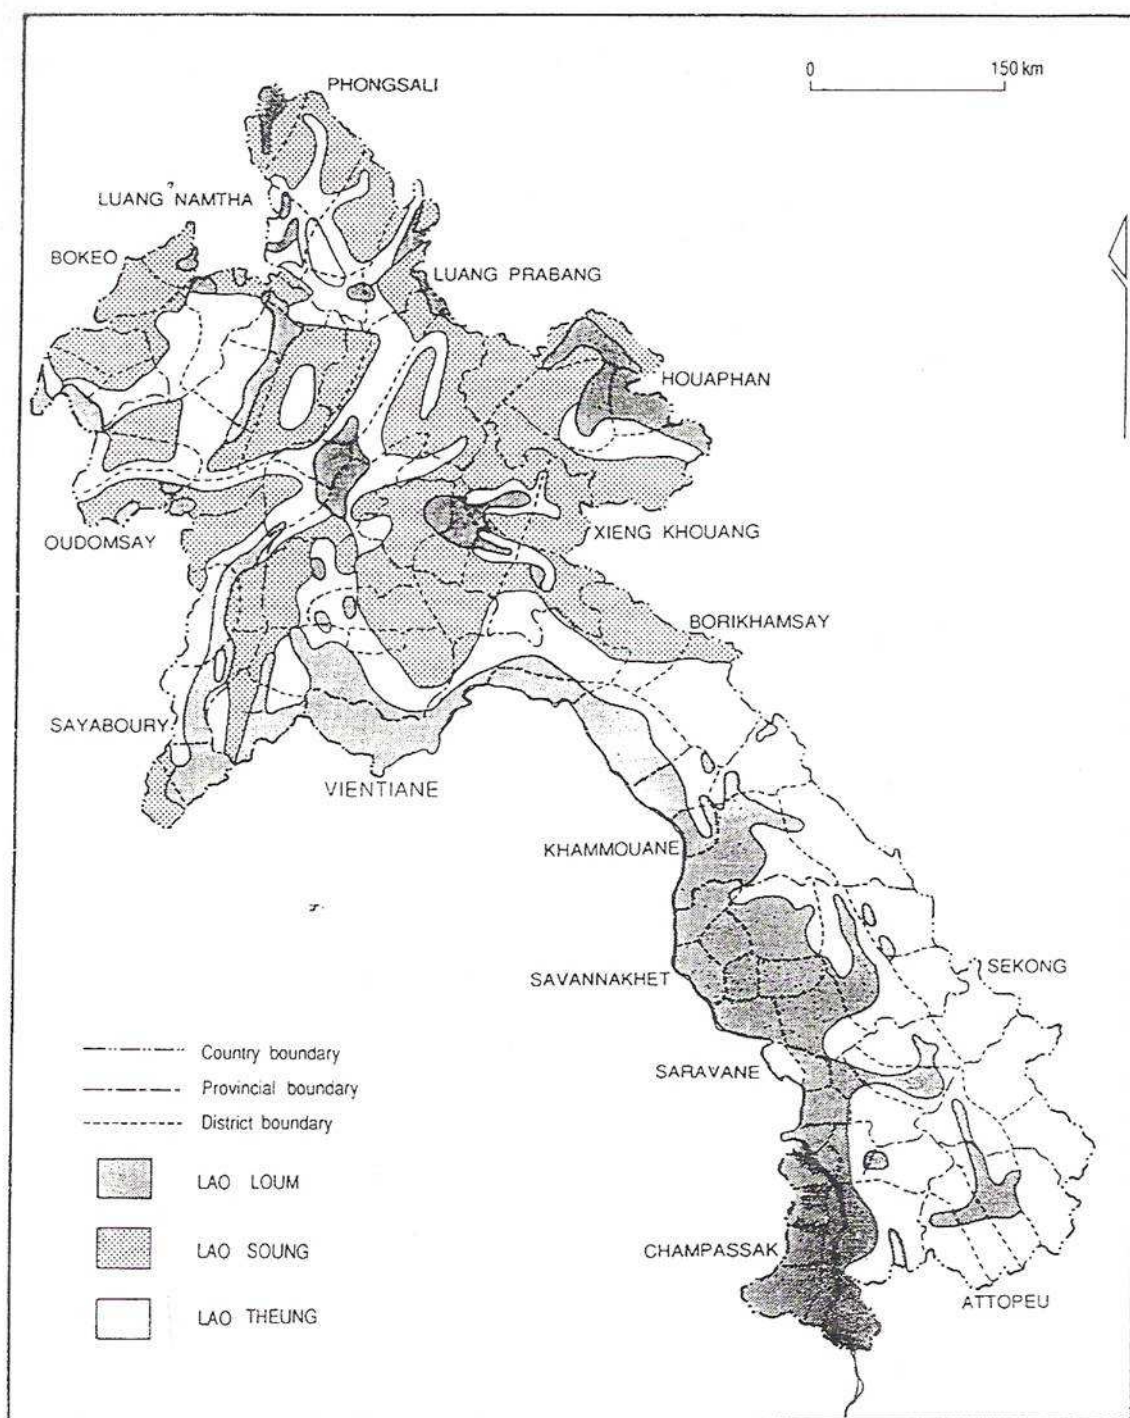 0 150 km
PHONGSALI
LUANG NAMTHA
BOKEO
LUANG PRABANG
HOUAPHAN
OUDOMSAY
XIENG KHOUANG
BORIKHAMSAY
SAYABOURY
VIENTIANE
KHAMMOUANE
SAVANNAKHET
SEKONG
SARAVANE
CHAMPASSAK
ATTOPEU
Country boundary
Provincial boundary
District boundary
LAO LOUM
LAO SOUNG
LAO THEUNG